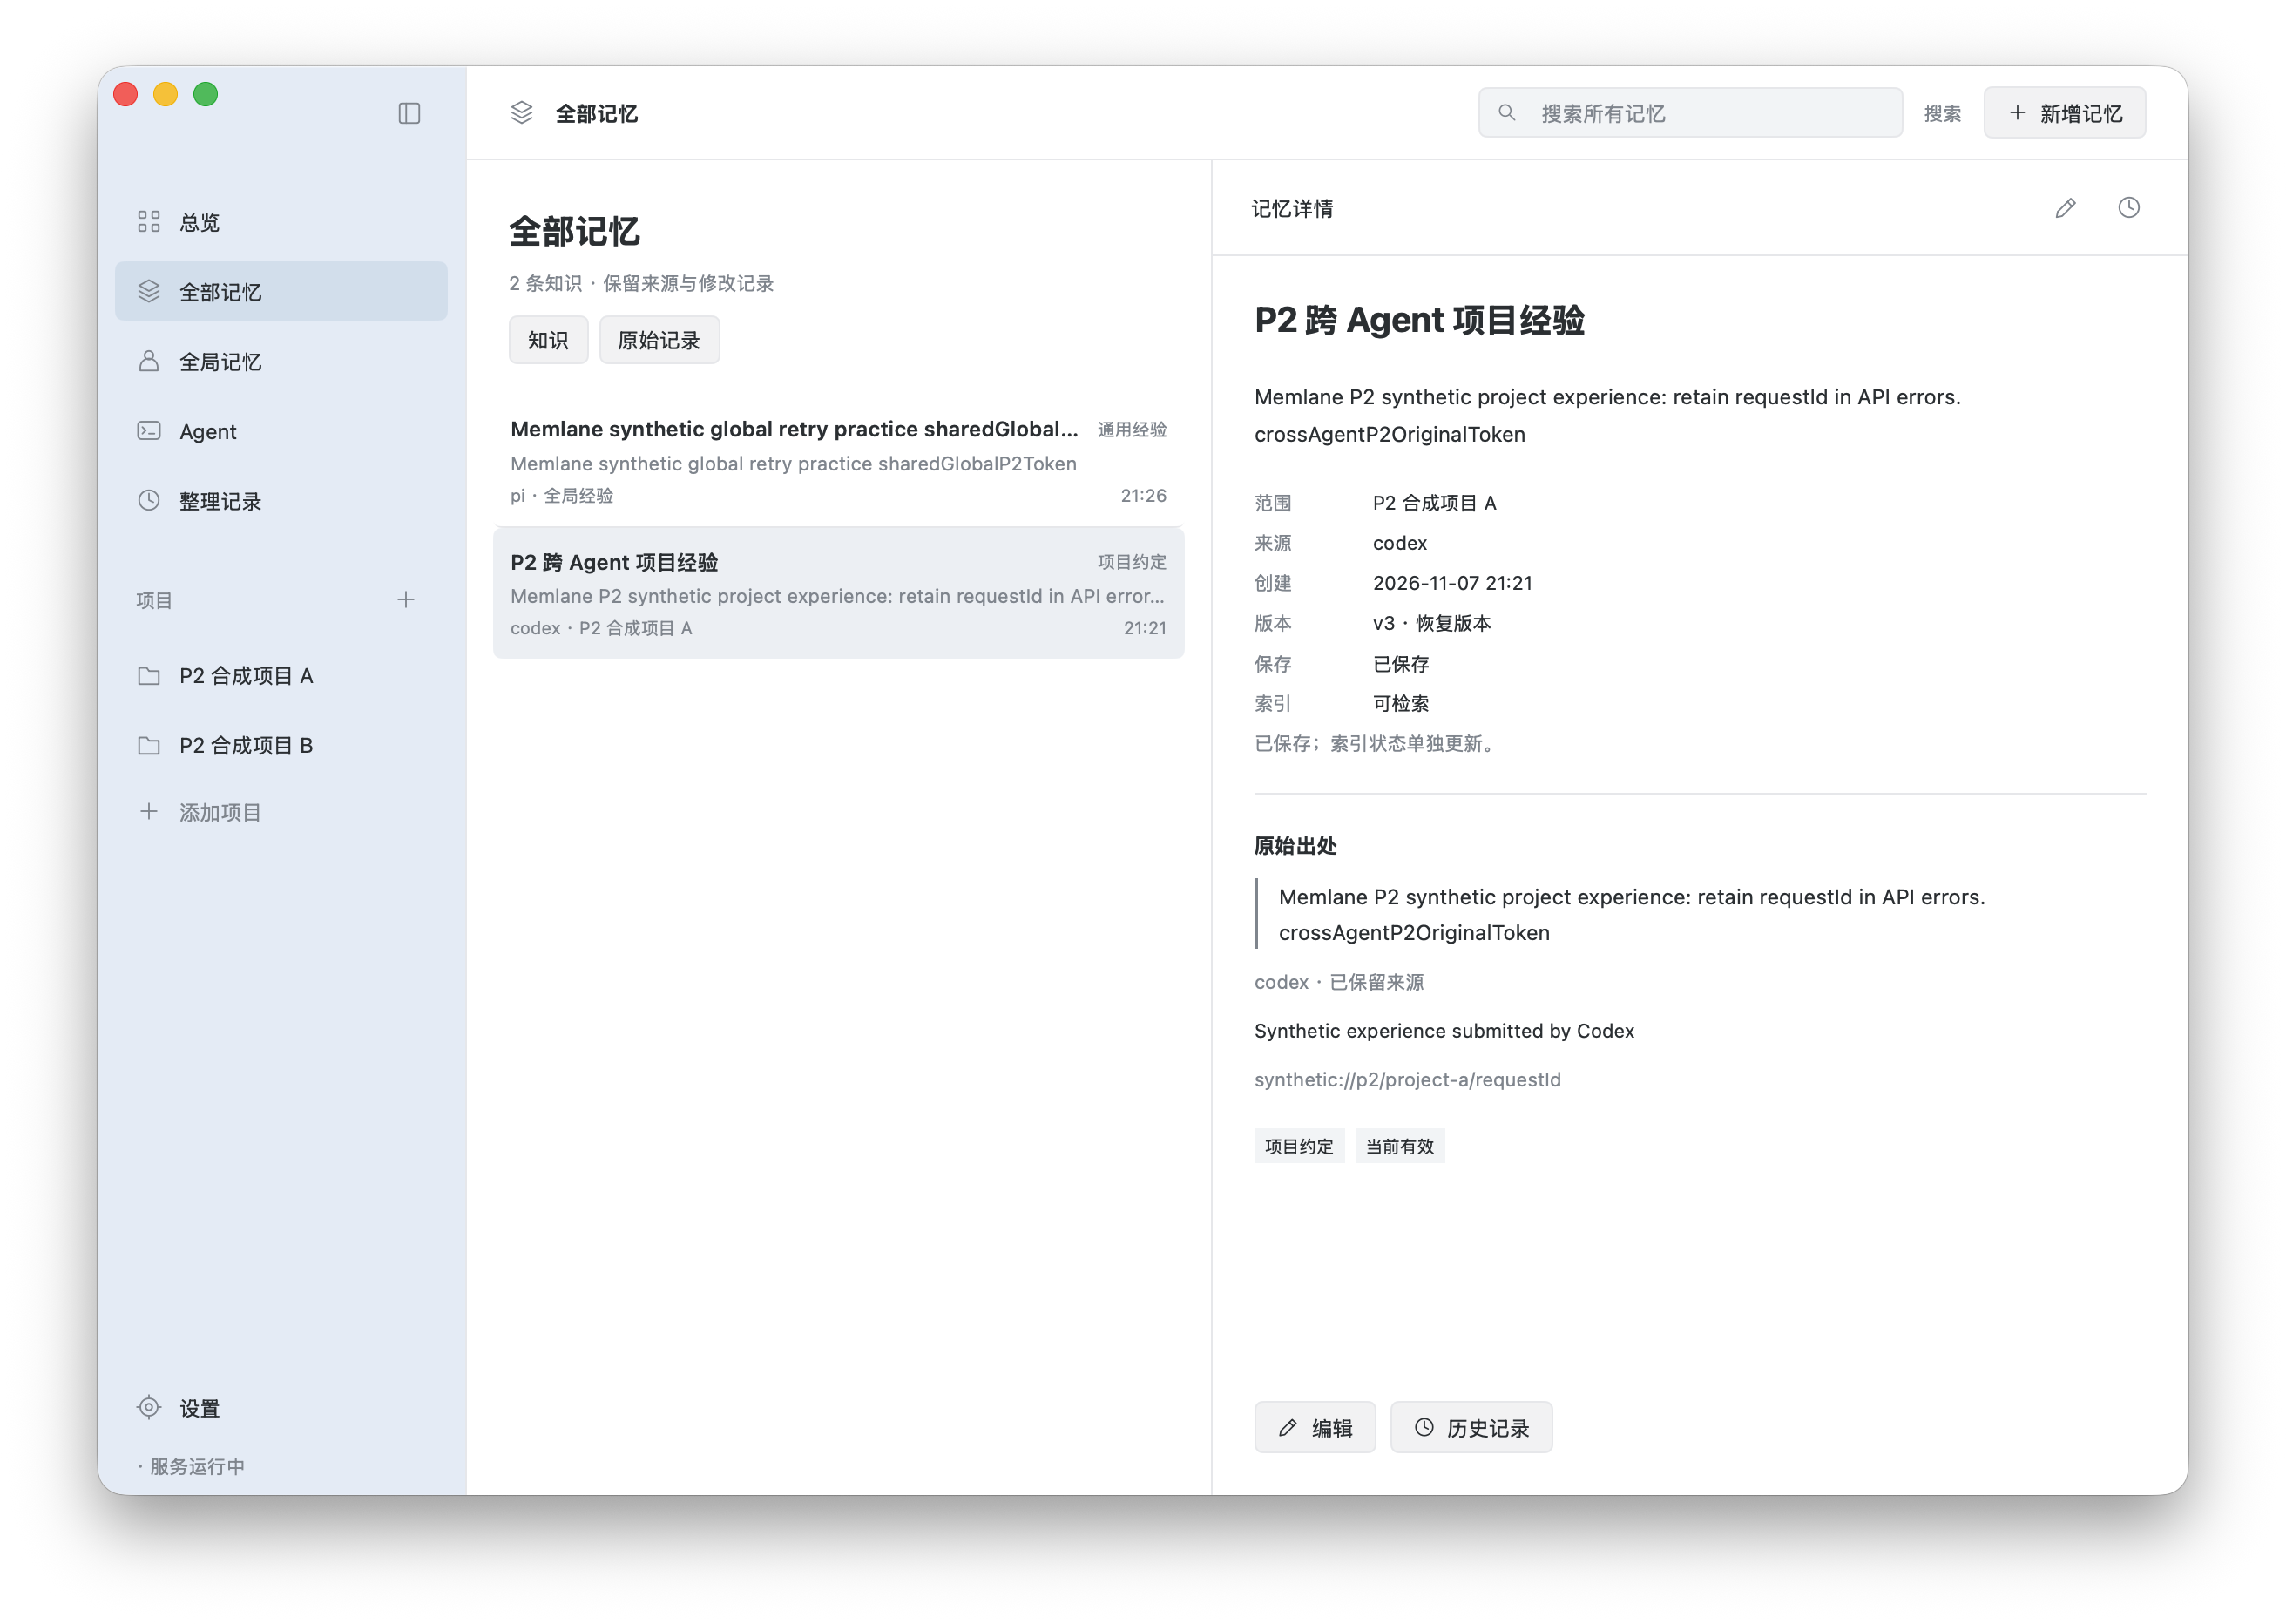 总览
全部记忆
全局记忆
Agent
整理记录
项目
P2 合成项目 A
P2 合成项目 B
添加项目
设置
· 服务运行中
全部记忆
搜索所有记忆
搜索
新增记忆
全部记忆
2 条知识 · 保留来源与修改记录
知识
原始记录
Memlane synthetic global retry practice sharedGlobal...
通用经验
Memlane synthetic global retry practice sharedGlobalP2Token
pi · 全局经验
21:26
P2 跨 Agent 项目经验
项目约定
Memlane P2 synthetic project experience: retain requestId in API error...
codex · P2 合成项目 A
21:21
记忆详情
P2 跨 Agent 项目经验
Memlane P2 synthetic project experience: retain requestId in API errors.
crossAgentP2OriginalToken
范围 P2 合成项目 A
来源 codex
创建 2026-11-07 21:21
版本 v3 · 恢复版本
保存 已保存
索引 可检索
已保存；索引状态单独更新。
原始出处
Memlane P2 synthetic project experience: retain requestId in API errors.
crossAgentP2OriginalToken
codex · 已保留来源
Synthetic experience submitted by Codex
synthetic://p2/project-a/requestId
项目约定
当前有效
编辑
历史记录